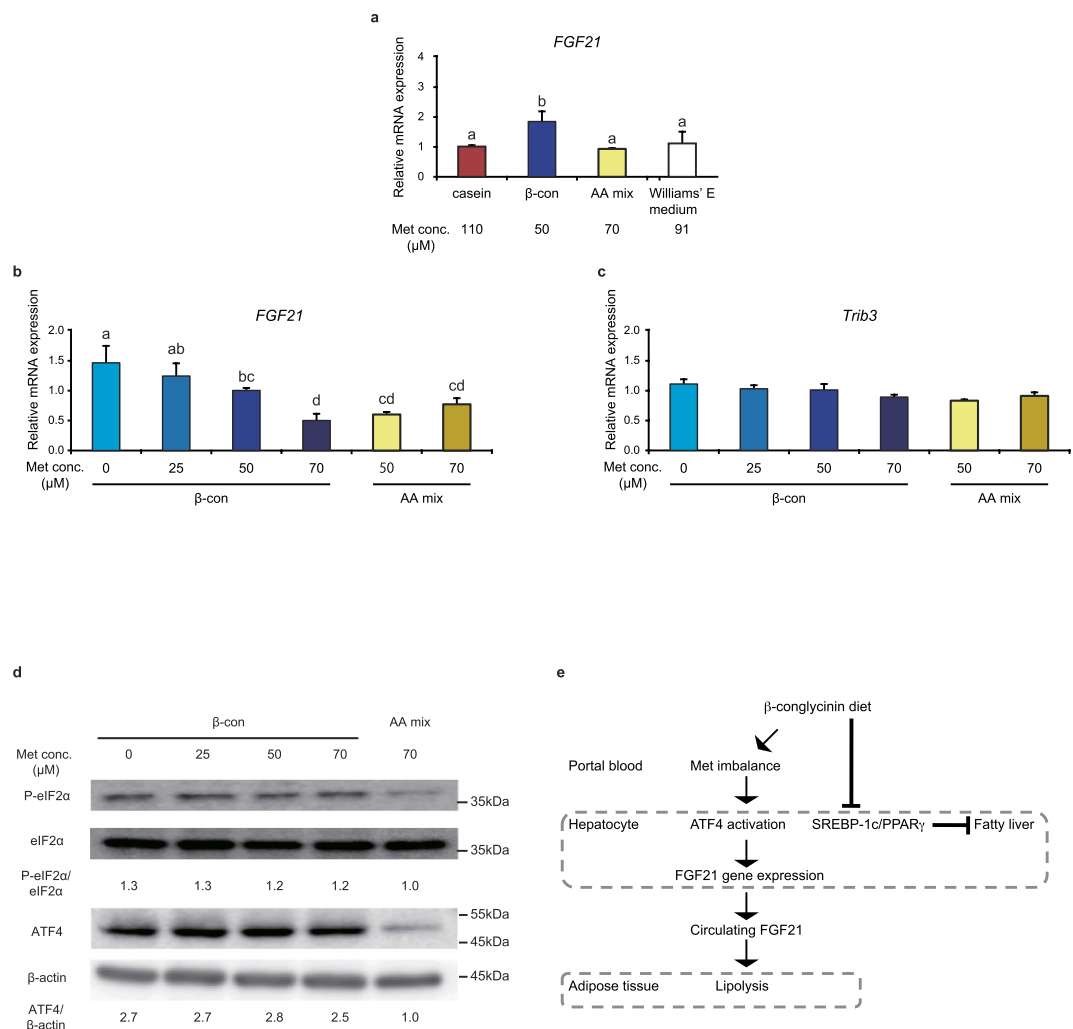 a
FGF21
Relative mRNA expression
4
3
2
1
0
a
b
a
a
casein
β-con
AA mix
Williams' E
medium
Met conc.
(µM)
110
50
70
91
b
FGF21
Relative mRNA expression
2.0
1.5
1.0
0.5
0.0
a
ab
bc
d
cd
cd
Met conc.
(µM)
0
25
50
70
50
70
β-con
AA mix
c
Trib3
Relative mRNA expression
2.0
1.5
1.0
0.5
0.0
Met conc.
(µM)
0
25
50
70
50
70
β-con
AA mix
d
β-con
AA mix
Met conc.
(µM)
0
25
50
70
70
P-eIF2α
35kDa
eIF2α
35kDa
P-eIF2α/
eIF2α
1.3
1.3
1.2
1.2
1.0
ATF4
55kDa
45kDa
β-actin
45kDa
ATF4/
β-actin
2.7
2.7
2.8
2.5
1.0
e
β-conglycinin diet
Portal blood
Met imbalance
Hepatocyte
ATF4 activation
SREBP-1c/PPARγ
Fatty liver
FGF21 gene expression
Circulating FGF21
Adipose tissue
Lipolysis